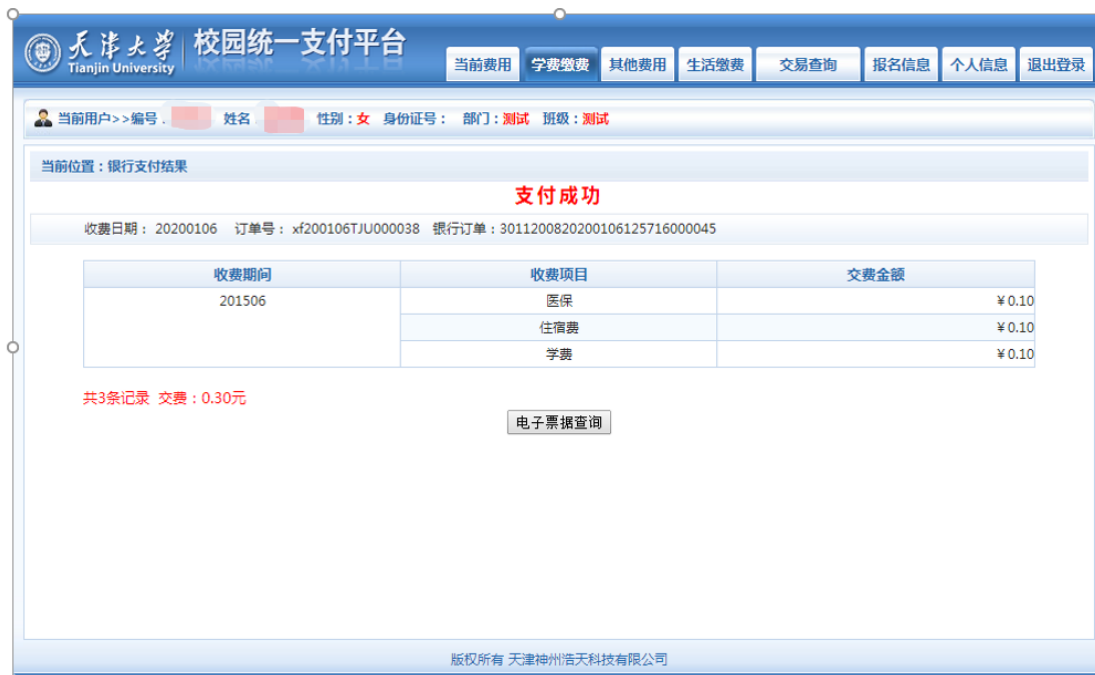 天津大学 校园统一支付平台
Tianjin University
当前费用 学费缴费 其他费用 生活缴费 交易查询 报名信息 个人信息 退出登录
当前用户>>编号 姓名 性别：女 身份证号： 部门：测试 班级：测试
当前位置：银行支付结果
支付成功
收费日期： 20200106 订单号： xf200106TJU000038 银行订单：3011200820200106125716000045
收费期间 收费项目 交费金额
201506 医保 ￥0.10
住宿费 ￥0.10
学费 ￥0.10
共3条记录 交费：0.30元
电子票据查询
版权所有 天津神州浩天科技有限公司